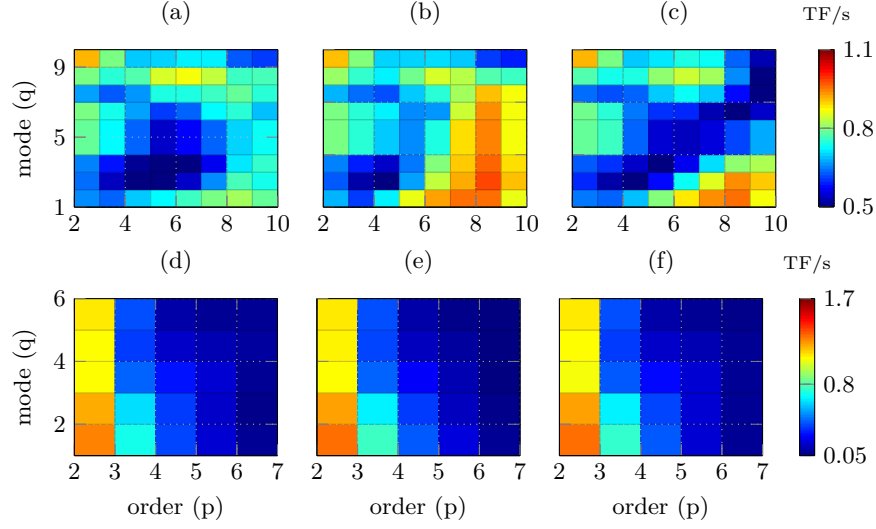 (a) (b) (c) TF/s
mode (q)
9
5
1
2 4 6 8 10
2 4 6 8 10
2 4 6 8 10
1.1
0.8
0.5
(d) (e) (f) TF/s
mode (q)
6
4
2
2 3 4 5 6 7
2 3 4 5 6 7
2 3 4 5 6 7
1.7
0.8
0.05
order (p) order (p) order (p)